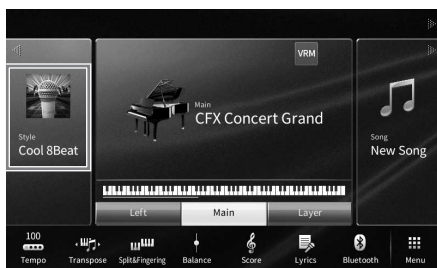 VRM
Main
CFX Concert Grand
Style
Cool 8Beat
Song
New Song
Left
Main
Layer
100
Tempo
Transpose
Split&Fingering
Balance
Score
Lyrics
Bluetooth
Menu